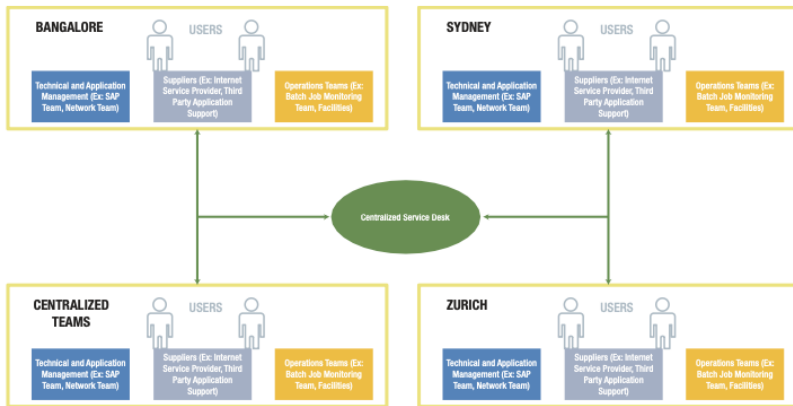 BANGALORE
USERS
Technical and Application
Management (Ex: SAP
Team, Network Team)
Suppliers (Ex: Internet
Service Provider, Third
Party Application
Support)
Operations Teams (Ex:
Batch Job Monitoring
Team, Facilities)
SYDNEY
USERS
Technical and Application
Management (Ex: SAP
Team, Network Team)
Suppliers (Ex: Internet
Service Provider, Third
Party Application
Support)
Operations Teams (Ex:
Batch Job Monitoring
Team, Facilities)
Centralized Service Desk
CENTRALIZED
TEAMS
USERS
Technical and Application
Management (Ex: SAP
Team, Network Team)
Suppliers (Ex: Internet
Service Provider, Third
Party Application
Support)
Operations Teams (Ex:
Batch Job Monitoring
Team, Facilities)
ZURICH
USERS
Technical and Application
Management (Ex: SAP
Team, Network Team)
Suppliers (Ex: Internet
Service Provider, Third
Party Application
Support)
Operations Teams (Ex:
Batch Job Monitoring
Team, Facilities)